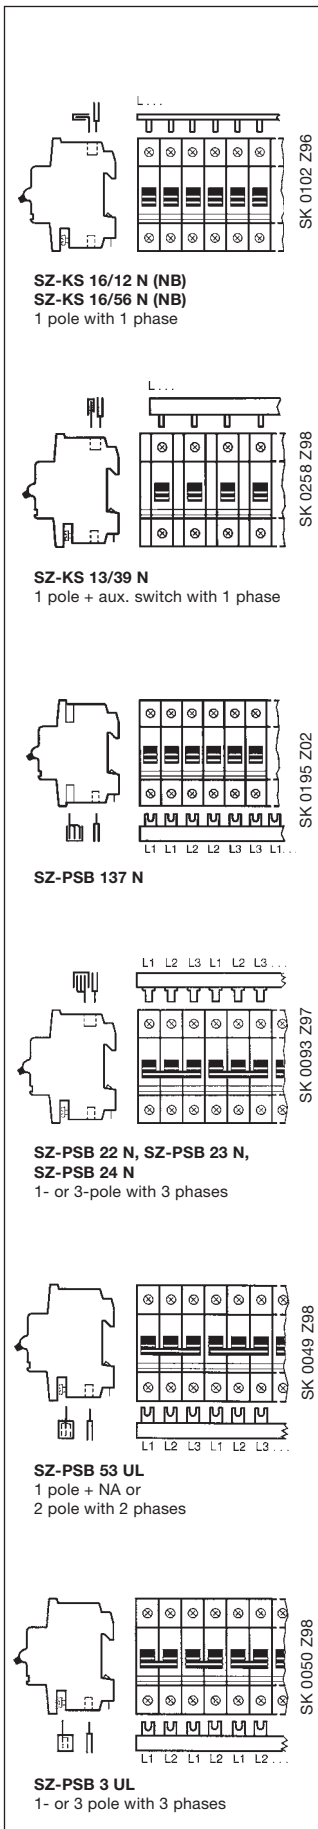 L...
SK 0102 Z96
SZ-KS 16/12 N (NB)
SZ-KS 16/56 N (NB)
1 pole with 1 phase
L...
SK 0258 Z98
SZ-KS 13/39 N
1 pole + aux. switch with 1 phase
SK 0195 Z02
L1 L1 L2 L2 L3 L3 L1...
SZ-PSB 137 N
L1 L2 L3 L1 L2 L3...
SK 0093 Z97
SZ-PSB 22 N, SZ-PSB 23 N,
SZ-PSB 24 N
1- or 3-pole with 3 phases
SK 0049 Z98
L1 L2 L3 L1 L2 L3...
SZ-PSB 53 UL
1 pole + NA or
2 pole with 2 phases
SK 0050 Z98
L1 L2 L1 L2 L1 L2...
SZ-PSB 3 UL
1- or 3 pole with 3 phases